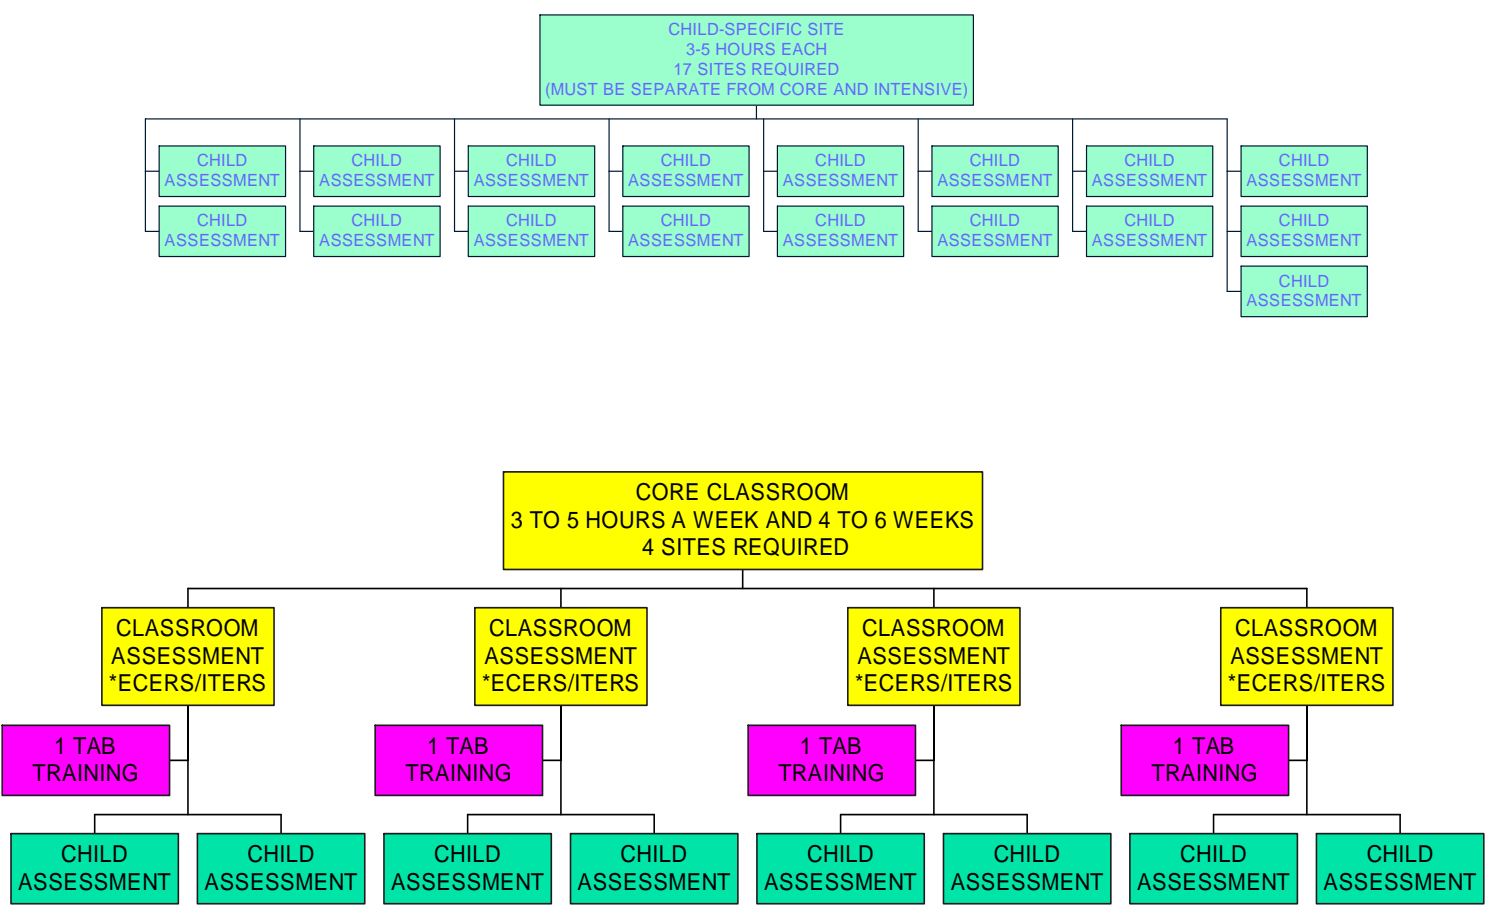 CHILD-SPECIFIC SITE
3-5 HOURS EACH
17 SITES REQUIRED
(MUST BE SEPARATE FROM CORE AND INTENSIVE)
CHILD
ASSESSMENT
CHILD
ASSESSMENT
CHILD
ASSESSMENT
CHILD
ASSESSMENT
CHILD
ASSESSMENT
CHILD
ASSESSMENT
CHILD
ASSESSMENT
CHILD
ASSESSMENT
CHILD
ASSESSMENT
CHILD
ASSESSMENT
CHILD
ASSESSMENT
CHILD
ASSESSMENT
CHILD
ASSESSMENT
CHILD
ASSESSMENT
CHILD
ASSESSMENT
CHILD
ASSESSMENT
CHILD
ASSESSMENT
CORE CLASSROOM
3 TO 5 HOURS A WEEK AND 4 TO 6 WEEKS
4 SITES REQUIRED
CLASSROOM
ASSESSMENT
*ECERS/ITERS
CLASSROOM
ASSESSMENT
*ECERS/ITERS
CLASSROOM
ASSESSMENT
*ECERS/ITERS
CLASSROOM
ASSESSMENT
*ECERS/ITERS
1 TAB
TRAINING
1 TAB
TRAINING
1 TAB
TRAINING
1 TAB
TRAINING
CHILD
ASSESSMENT
CHILD
ASSESSMENT
CHILD
ASSESSMENT
CHILD
ASSESSMENT
CHILD
ASSESSMENT
CHILD
ASSESSMENT
CHILD
ASSESSMENT
CHILD
ASSESSMENT